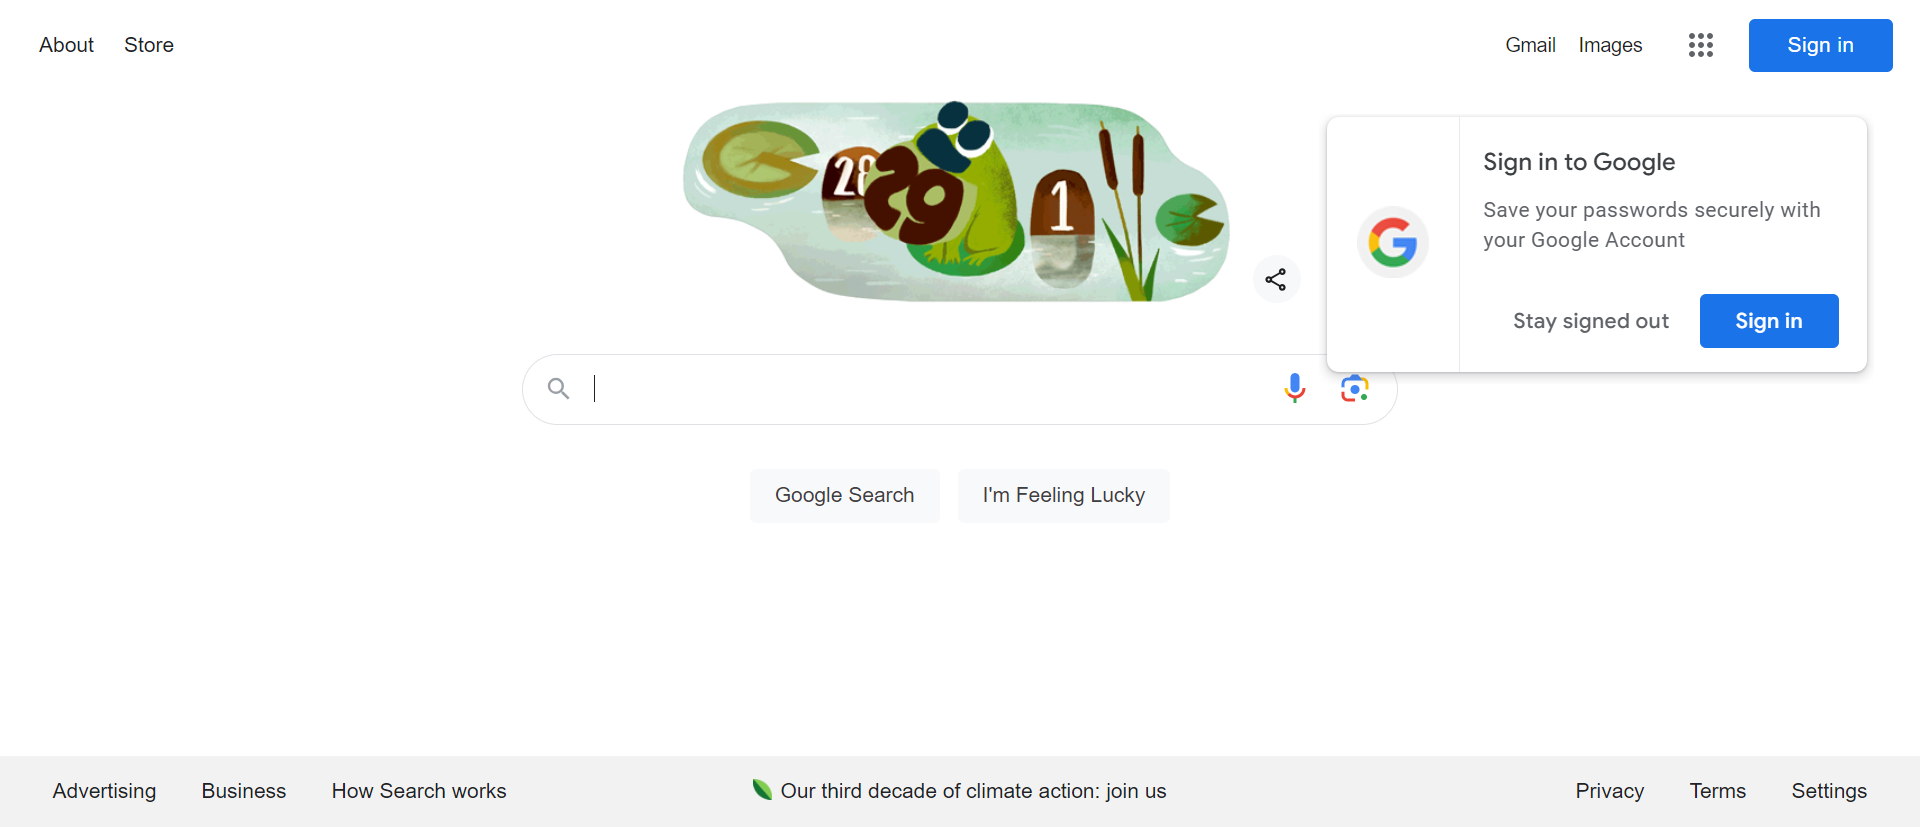 About Store
Gmail Images Sign in
28 29 1
Sign in to Google
Save your passwords securely with
your Google Account
Stay signed out Sign in
Google Search I'm Feeling Lucky
Advertising Business How Search works
Our third decade of climate action: join us
Privacy Terms Settings